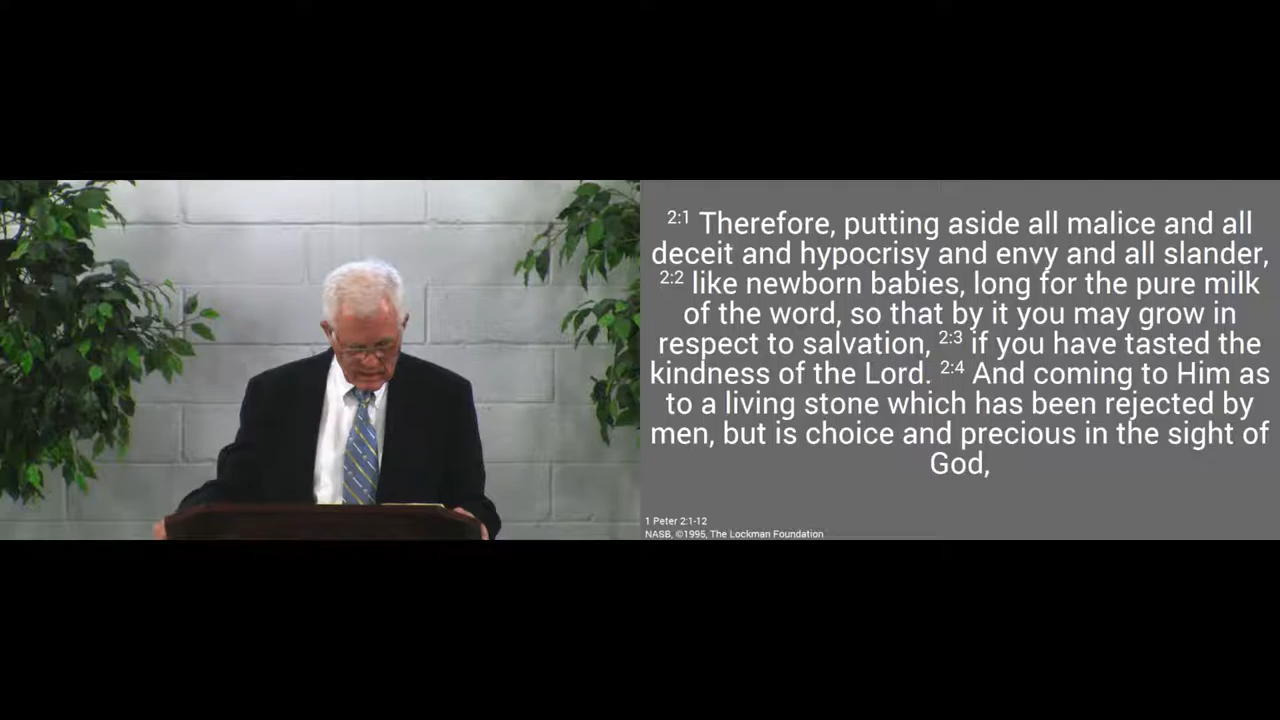 2:1 Therefore, putting aside all malice and all
deceit and hypocrisy and envy and all slander,
2:2 like newborn babies, long for the pure milk
of the word, so that by it you may grow in
respect to salvation, 2:3 if you have tasted the
kindness of the Lord. 2:4 And coming to Him as
to a living stone which has been rejected by
men, but is choice and precious in the sight of
God,
1 Peter 2:1-12
NASB, ©1995, The Lockman Foundation